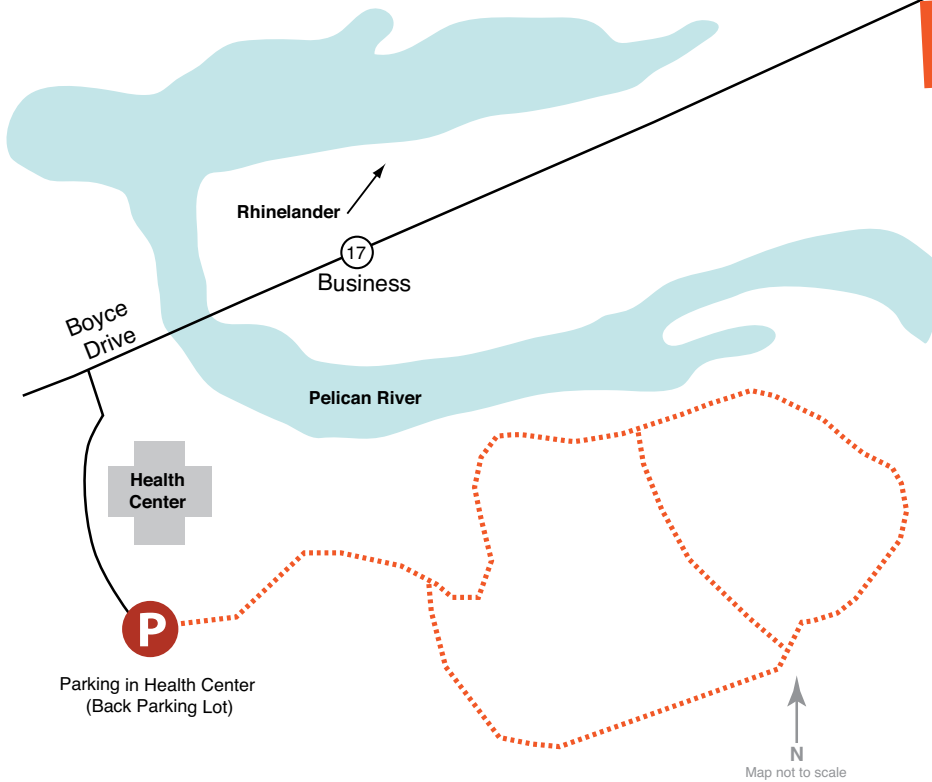 Rhinelander
17
Business
Boyce
Drive
Pelican River
Health
Center
P
Parking in Health Center
(Back Parking Lot)
N
Map not to scale